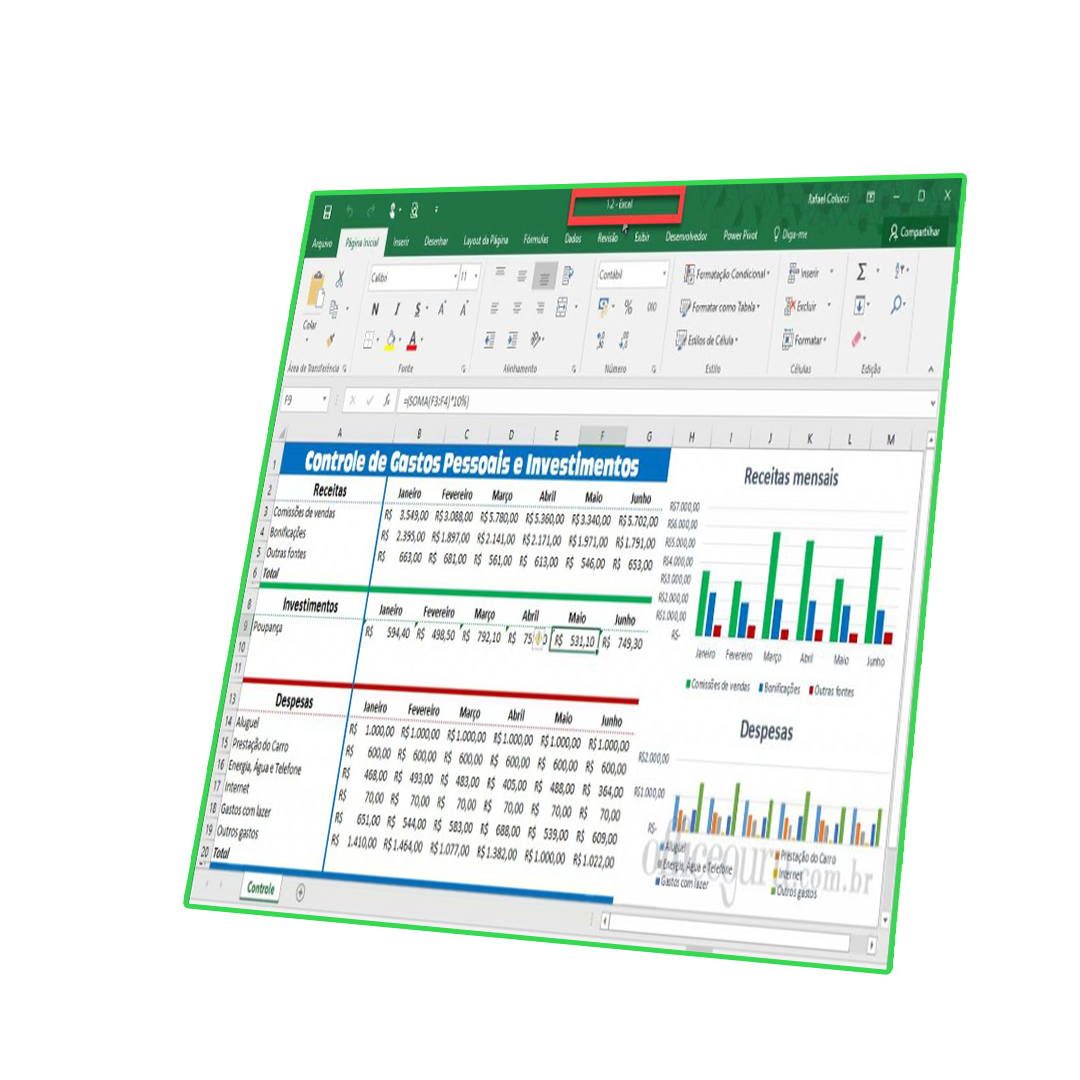 1.2 - Excel
Rafael Colucci
Arquivo Página Inicial Inserir Desenhar Layout da Página Fórmulas Dados Revisão Exibir Desenvolvedor Power Pivot Diga-me Compartilhar
Calibri 11 Contábil Formatação Condicional Inserir
Colar N I S A A % 000 Formatar como Tabela Excluir
Estilos de Célula Formatar
Área de Transferência Fonte Alinhamento Número Estilo Células Edição
F9 fx =(SOMA(F3:F4)*10%)
A B C D E F G H I J K L M
1 Controle de Gastos Pessoais e Investimentos
2 Receitas Janeiro Fevereiro Março Abril Maio Junho
3 Comissões de vendas R$ 3.549,00 R$ 3.088,00 R$ 5.780,00 R$ 5.360,00 R$ 3.340,00 R$ 5.702,00
4 Bonificações R$ 2.395,00 R$ 1.897,00 R$ 2.141,00 R$ 2.171,00 R$ 1.971,00 R$ 1.791,00
5 Outras fontes R$ 663,00 R$ 681,00 R$ 561,00 R$ 613,00 R$ 546,00 R$ 653,00
6 Total
8 Investimentos Janeiro Fevereiro Março Abril Maio Junho
9 Poupança R$ 594,40 R$ 498,50 R$ 792,10 R$ R$ 531,10 R$ 749,30
10
11
13 Despesas Janeiro Fevereiro Março Abril Maio Junho
14 Aluguel R$ 1.000,00 R$ 1.000,00 R$ 1.000,00 R$ 1.000,00 R$ 1.000,00 R$ 1.000,00
15 Prestação do Carro R$ 600,00 R$ 600,00 R$ 600,00 R$ 600,00 R$ 600,00 R$ 600,00
16 Energia, Água e Telefone R$ 468,00 R$ 493,00 R$ 483,00 R$ 405,00 R$ 488,00 R$ 364,00
17 Internet R$ 70,00 R$ 70,00 R$ 70,00 R$ 70,00 R$ 70,00 R$ 70,00
18 Gastos com lazer R$ 651,00 R$ 544,00 R$ 583,00 R$ 688,00 R$ 539,00 R$ 609,00
19 Outros gastos R$ 1.410,00 R$ 1.464,00 R$ 1.077,00 R$ 1.382,00 R$ 1.000,00 R$ 1.022,00
20 Total
Receitas mensais
R$7.000,00
R$6.000,00
R$5.000,00
R$4.000,00
R$3.000,00
R$2.000,00
R$1.000,00
R$-
Janeiro Fevereiro Março Abril Maio Junho
Comissões de vendas Bonificações Outras fontes
Despesas
R$2.000,00
R$1.000,00
R$-
Aluguel Prestação do Carro
Energia, Água e Telefone Internet
Gastos com lazer Outros gastos
officeguru.com.br
Controle